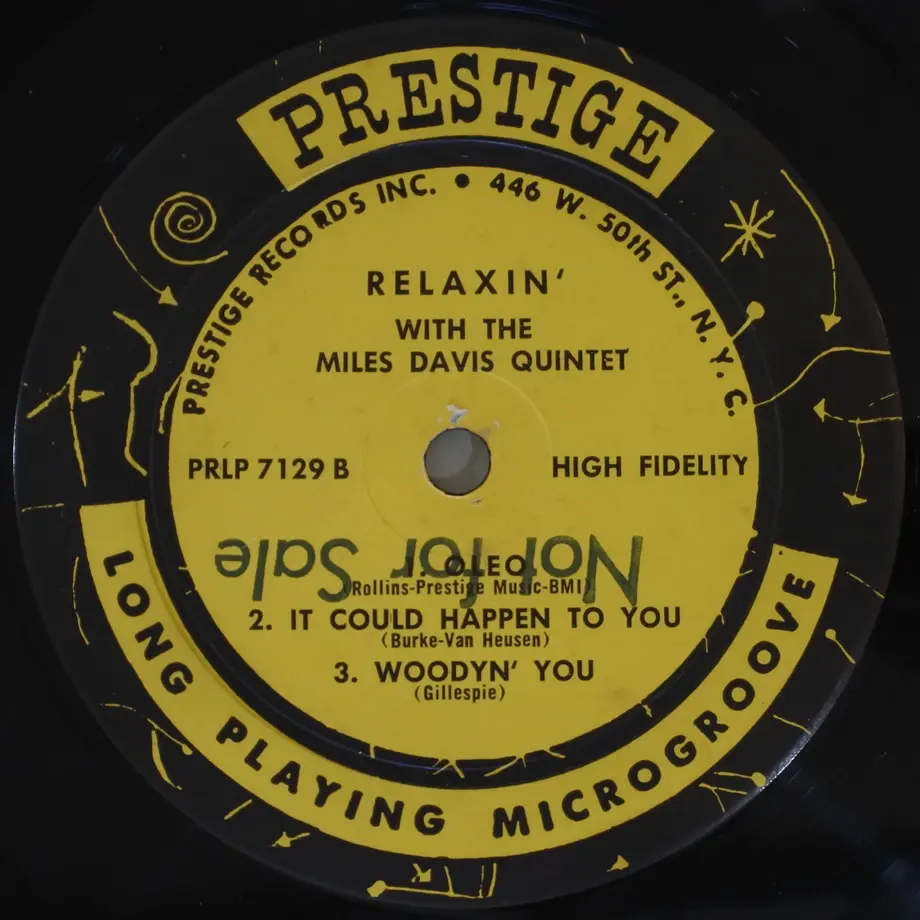 PRESTIGE
PRESTIGE RECORDS INC. • 446 W. 50th ST., N. Y. C.
RELAXIN'
WITH THE
MILES DAVIS QUINTET
PRLP 7129 B
HIGH FIDELITY
Not for Sale
1. OLEO
(Rollins-Prestige Music-BMI)
2. IT COULD HAPPEN TO YOU
(Burke-Van Heusen)
3. WOODYN' YOU
(Gillespie)
LONG PLAYING MICROGROOVE